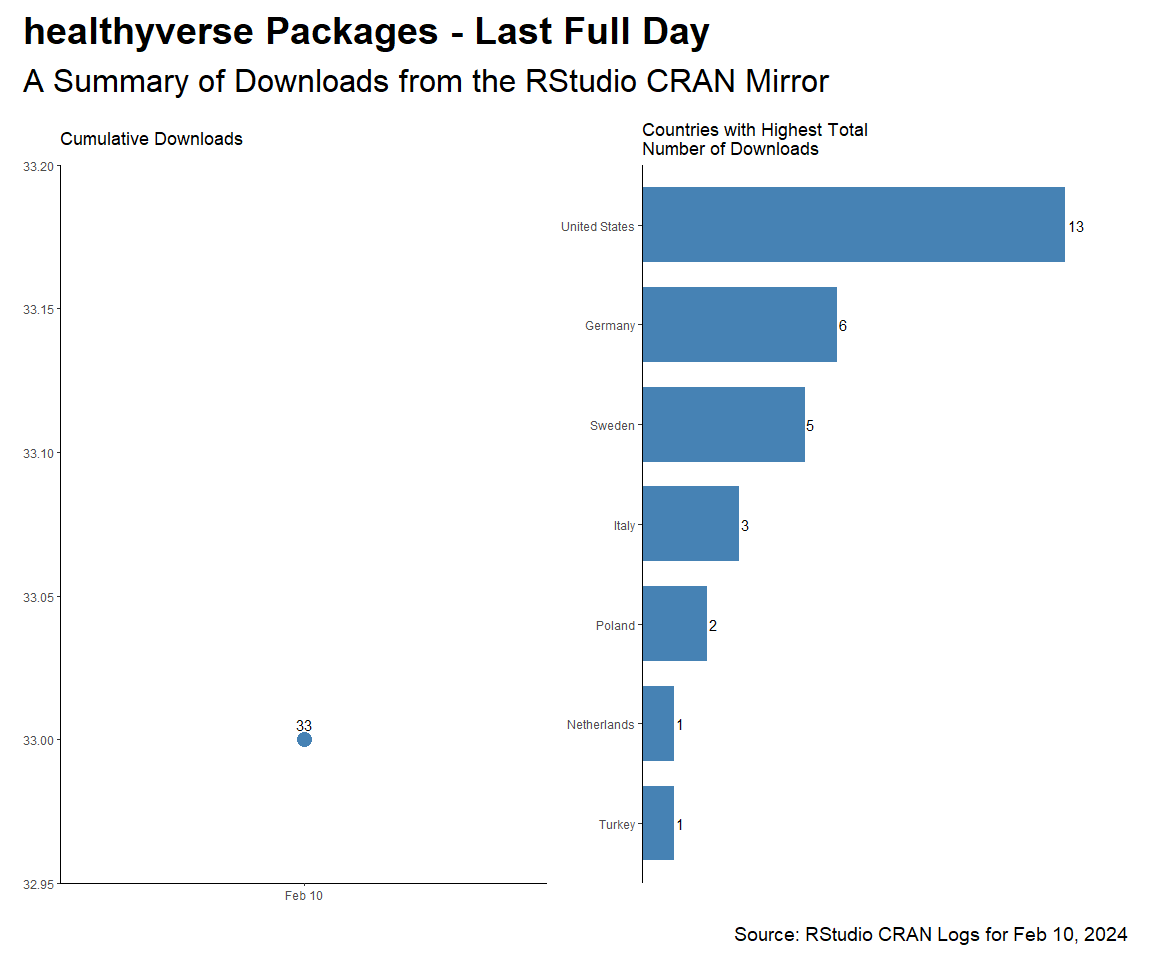 healthyverse Packages - Last Full Day
A Summary of Downloads from the RStudio CRAN Mirror
Cumulative Downloads
33.20
33.15
33.10
33.05
33.00
32.95
33
Feb 10
Countries with Highest Total
Number of Downloads
United States 13
Germany 6
Sweden 5
Italy 3
Poland 2
Netherlands 1
Turkey 1
Source: RStudio CRAN Logs for Feb 10, 2024